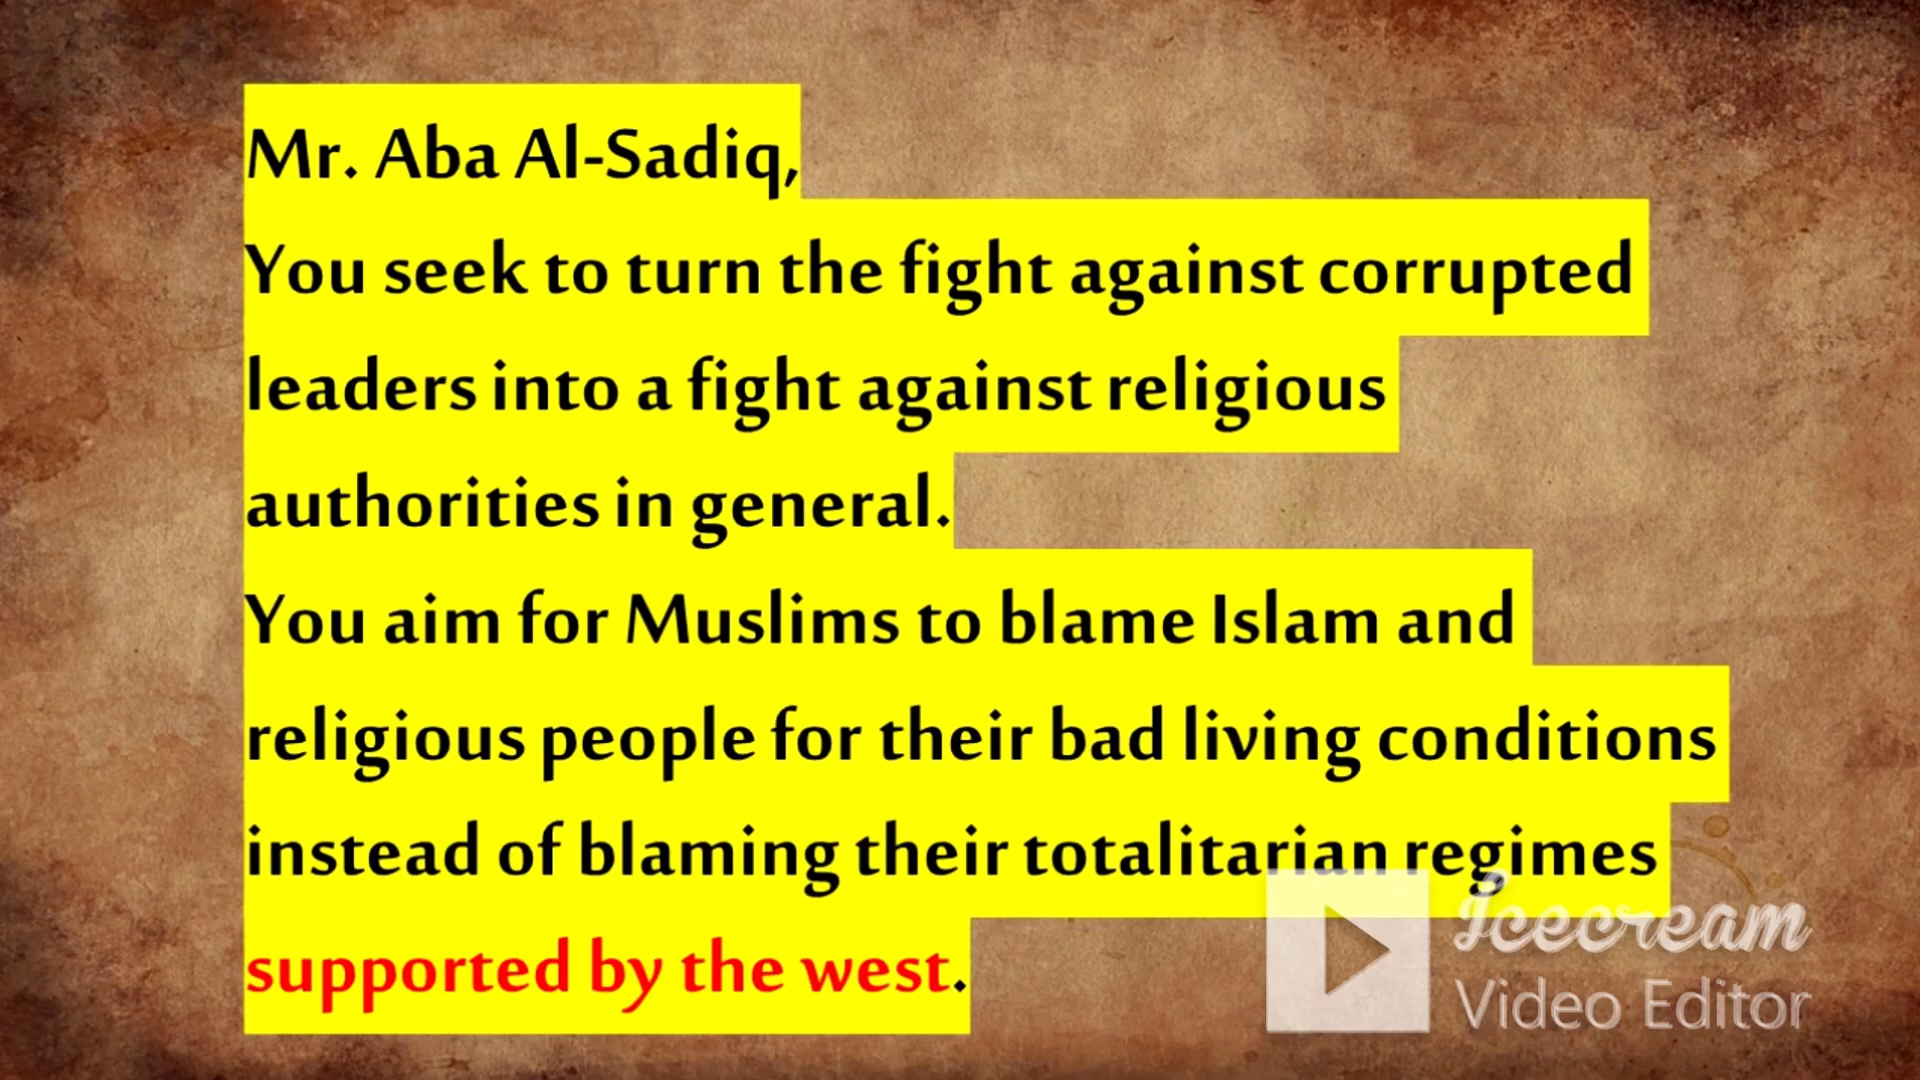 Mr. Aba Al-Sadiq,
You seek to turn the fight against corrupted
leaders into a fight against religious
authorities in general.
You aim for Muslims to blame Islam and
religious people for their bad living conditions
instead of blaming their totalitarian regimes
supported by the west.
Icecream
Video Editor